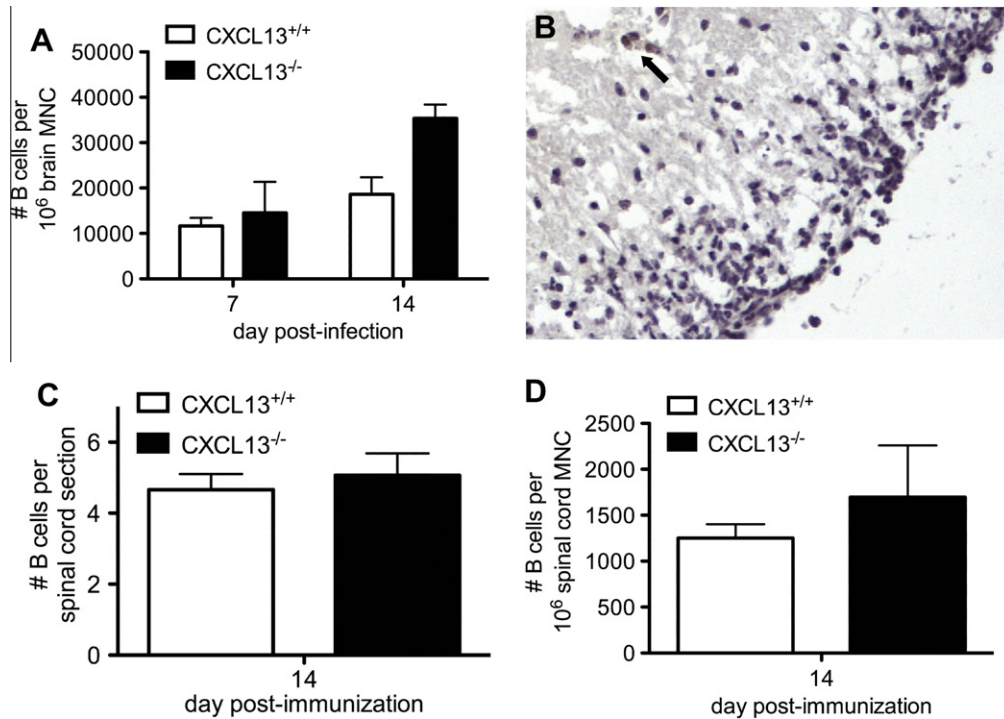 A
CXCL13+/+
CXCL13-/-
# B cells per
10⁶ brain MNC
50000
40000
30000
20000
10000
0
7
14
day post-infection
B
C
CXCL13+/+
CXCL13-/-
# B cells per
spinal cord section
6
4
2
0
14
day post-immunization
D
CXCL13+/+
CXCL13-/-
# B cells per
10⁶ spinal cord MNC
2500
2000
1500
1000
500
0
14
day post-immunization